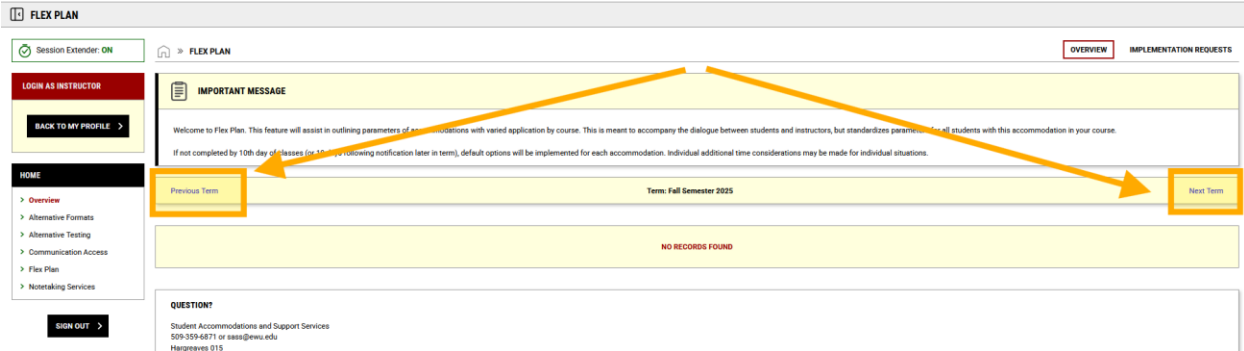 FLEX PLAN
Session Extender: ON
» FLEX PLAN
OVERVIEW
IMPLEMENTATION REQUESTS
LOGIN AS INSTRUCTOR
BACK TO MY PROFILE >
IMPORTANT MESSAGE
Welcome to Flex Plan. This feature will assist in outlining parameters of accommodations with varied application by course. This is meant to accompany the dialogue between students and instructors, but standardizes parameters for all students with this accommodation in your course.
If not completed by 10th day of classes (or 10 days following notification later in term), default options will be implemented for each accommodation. Individual additional time considerations may be made for individual situations.
HOME
> Overview
> Alternative Formats
> Alternative Testing
> Communication Access
> Flex Plan
> Notetaking Services
SIGN OUT >
Previous Term
Term: Fall Semester 2025
Next Term
NO RECORDS FOUND
QUESTION?
Student Accommodations and Support Services
509-359-6871 or sass@ewu.edu
Hargreaves 015